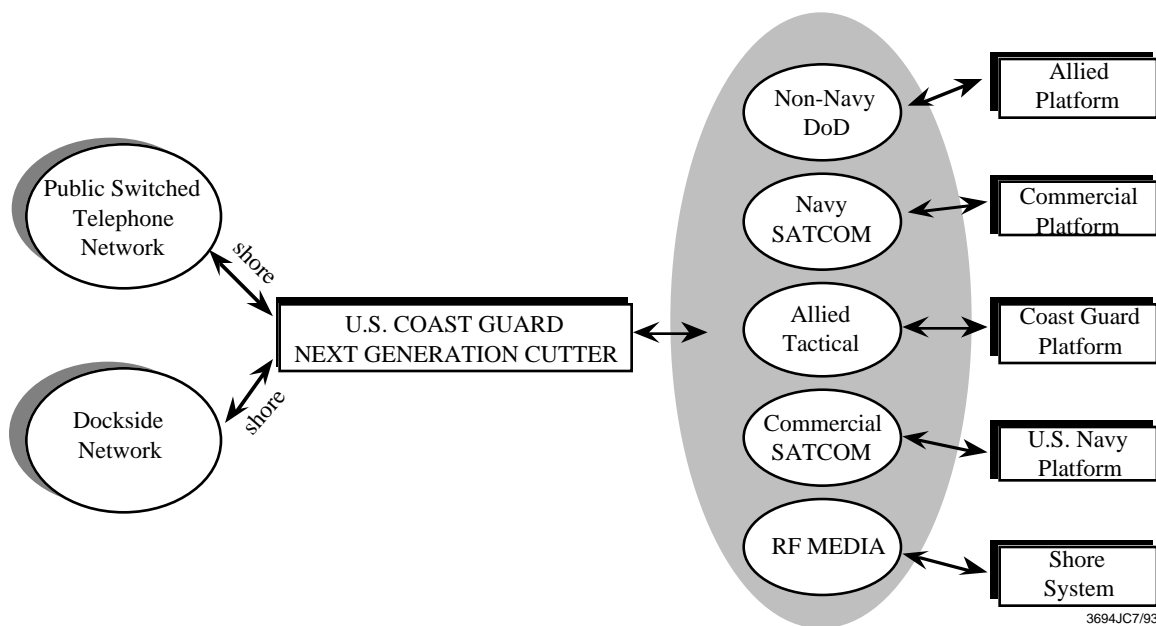 Public Switched
Telephone
Network
shore
Dockside
Network
shore
U.S. COAST GUARD
NEXT GENERATION CUTTER
Non-Navy
DoD
Navy
SATCOM
Allied
Tactical
Commercial
SATCOM
RF MEDIA
Allied
Platform
Commercial
Platform
Coast Guard
Platform
U.S. Navy
Platform
Shore
System
3694JC7/93